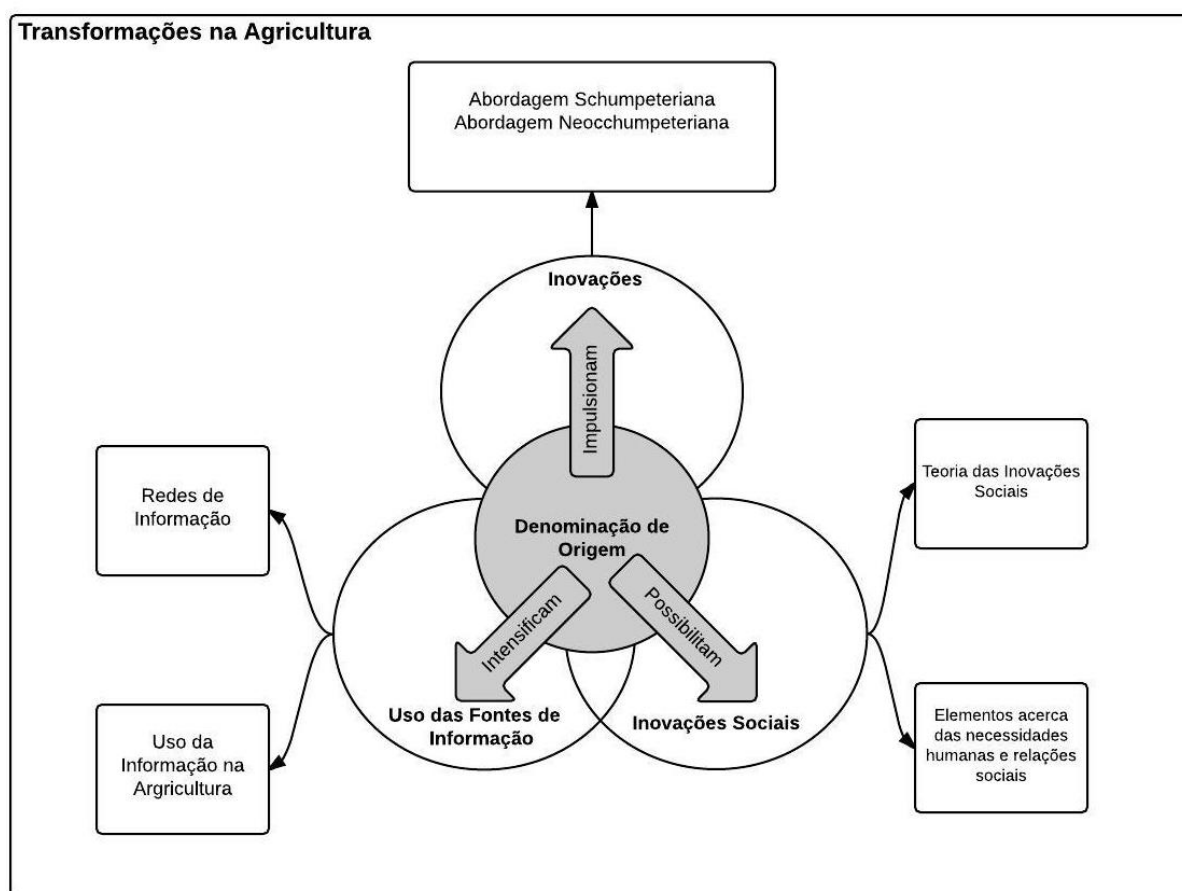 Transformações na Agricultura
Abordagem Schumpeteriana
Abordagem Neocchumpeteriana
Inovações
Impulsionam
Redes de
Informação
Teoria das Inovações
Sociais
Denominação de
Origem
Intensificam
Possibilitam
Uso das Fontes de
Informação
Inovações Sociais
Uso da
Informação na
Argricultura
Elementos acerca
das necessidades
humanas e relações
sociais